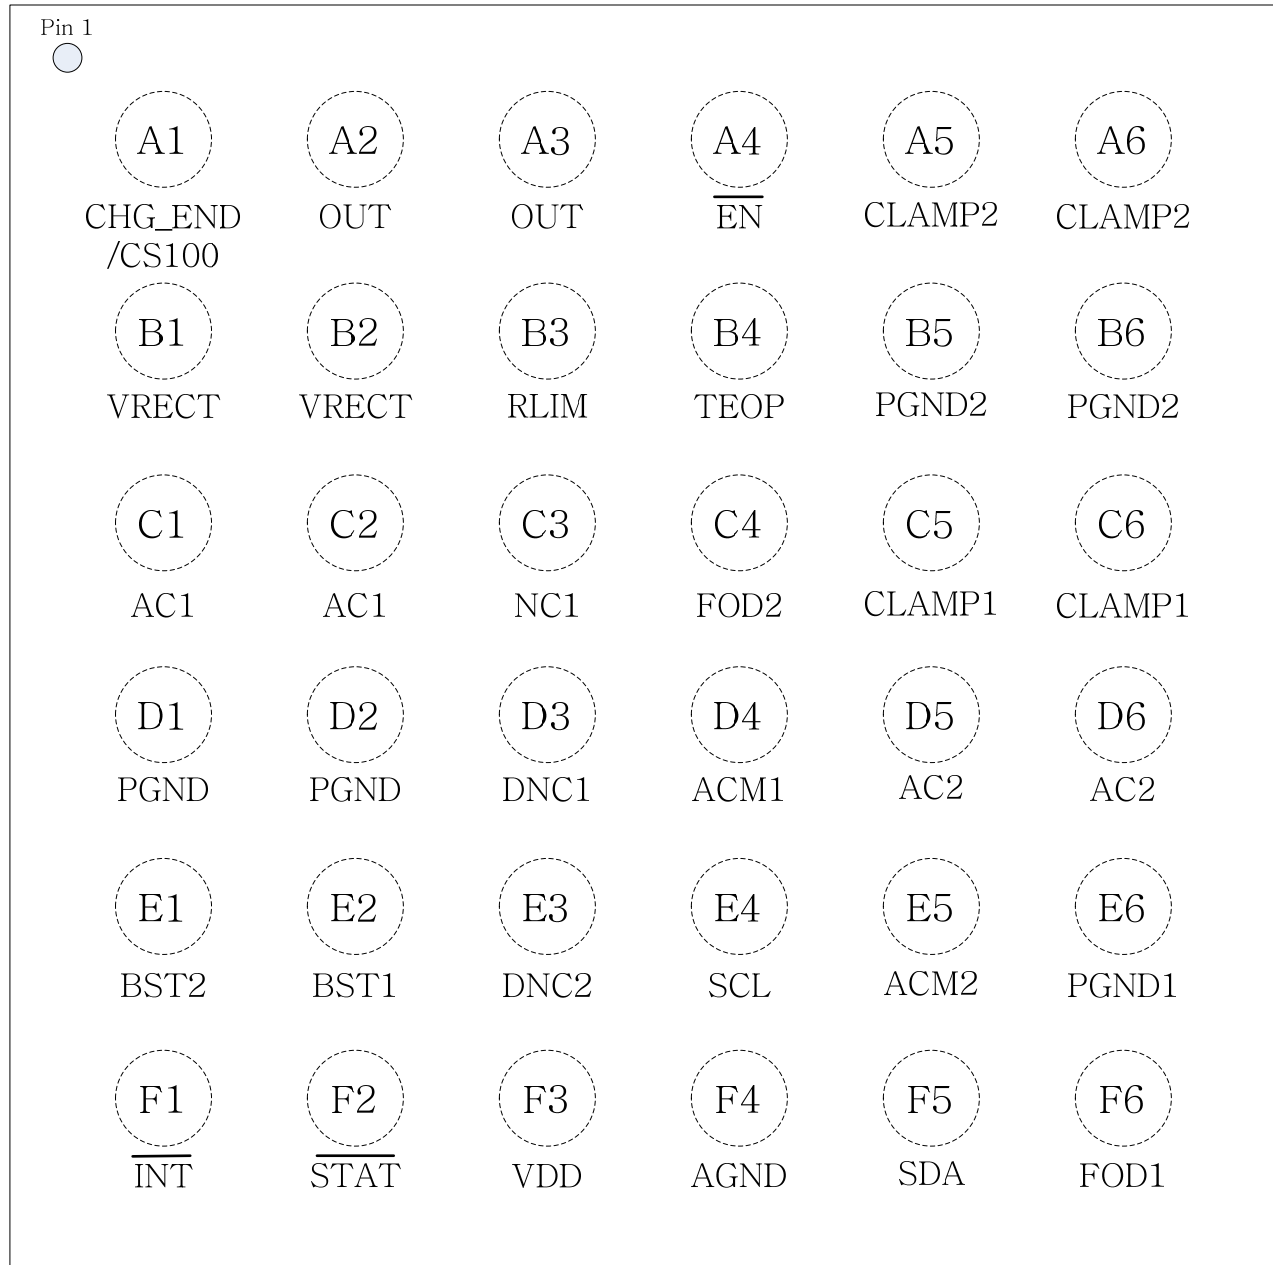 Pin 1
A1 A2 A3 A4 A5 A6
CHG_END OUT OUT E̅N̅ CLAMP2 CLAMP2
/CS100
B1 B2 B3 B4 B5 B6
VRECT VRECT RLIM TEOP PGND2 PGND2
C1 C2 C3 C4 C5 C6
AC1 AC1 NC1 FOD2 CLAMP1 CLAMP1
D1 D2 D3 D4 D5 D6
PGND PGND DNC1 ACM1 AC2 AC2
E1 E2 E3 E4 E5 E6
BST2 BST1 DNC2 SCL ACM2 PGND1
F1 F2 F3 F4 F5 F6
I̅N̅T̅ S̅T̅A̅T̅ VDD AGND SDA FOD1